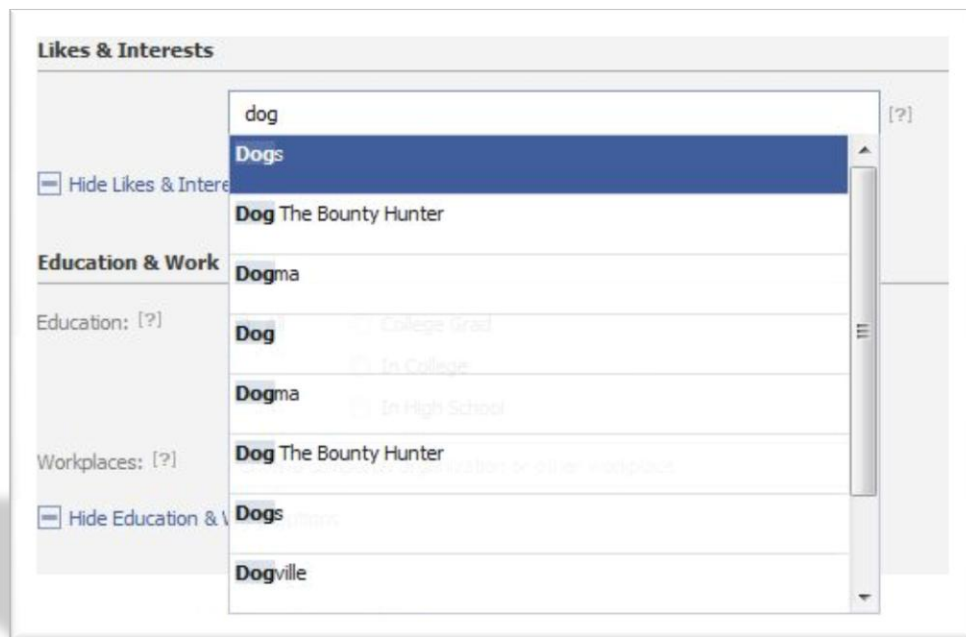 Likes & Interests
dog
[?]
Dogs
Hide Likes & Intere
Dog The Bounty Hunter
Education & Work
Dogma
Education: [?]
College Grad
Dog
In College
Dogma
In High School
Workplaces: [?]
Dog The Bounty Hunter
Dogs
Hide Education & W
Dogville